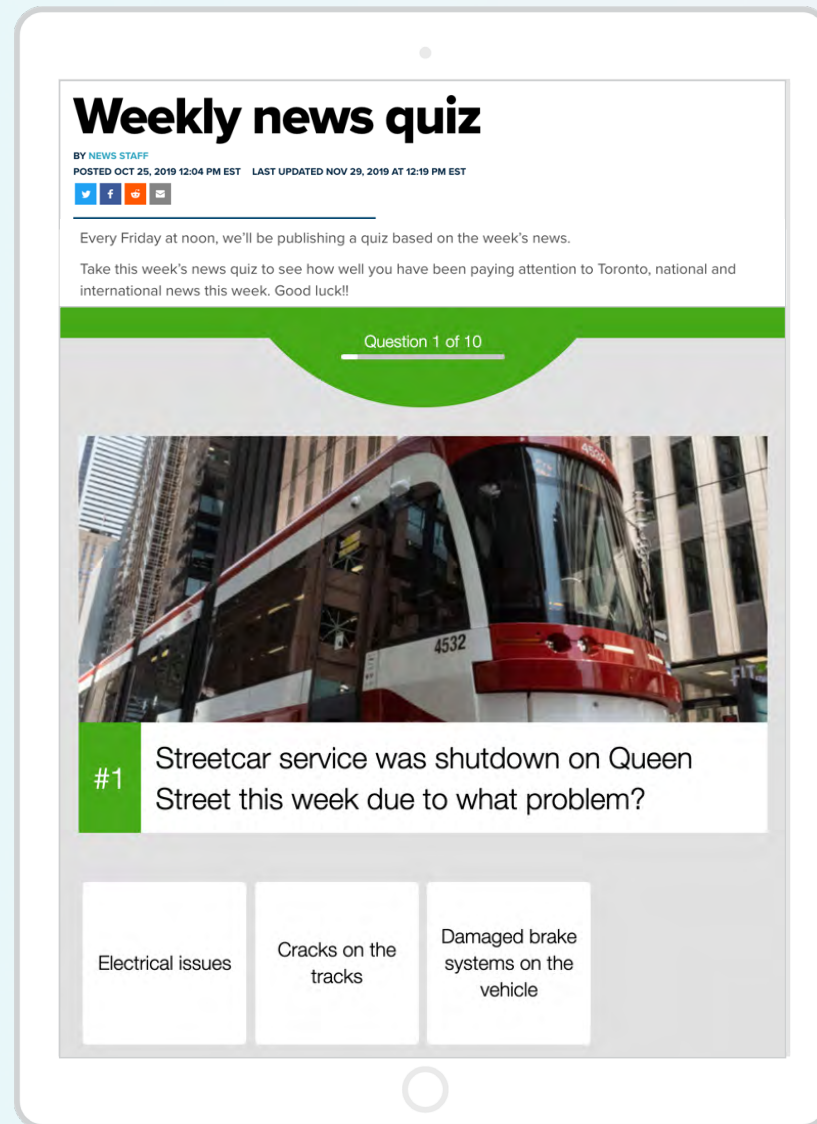 Weekly news quiz
BY NEWS STAFF
POSTED OCT 25, 2019 12:04 PM EST LAST UPDATED NOV 29, 2019 AT 12:19 PM EST
Every Friday at noon, we'll be publishing a quiz based on the week's news.
Take this week's news quiz to see how well you have been paying attention to Toronto, national and
international news this week. Good luck!!
Question 1 of 10
4532
FIT
#1
Streetcar service was shutdown on Queen
Street this week due to what problem?
Electrical issues
Cracks on the
tracks
Damaged brake
systems on the
vehicle